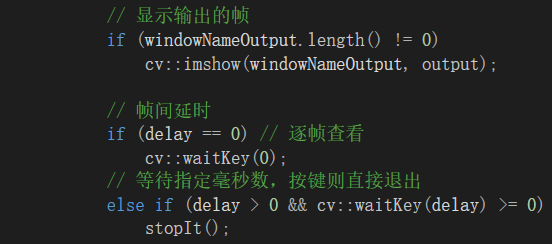 // 显示输出的帧
if (windowNameOutput.length() != 0)
cv::imshow(windowNameOutput, output);
// 帧间延时
if (delay == 0) // 逐帧查看
cv::waitKey(0);
// 等待指定毫秒数，按键则直接退出
else if (delay > 0 && cv::waitKey(delay) >= 0)
stopIt();